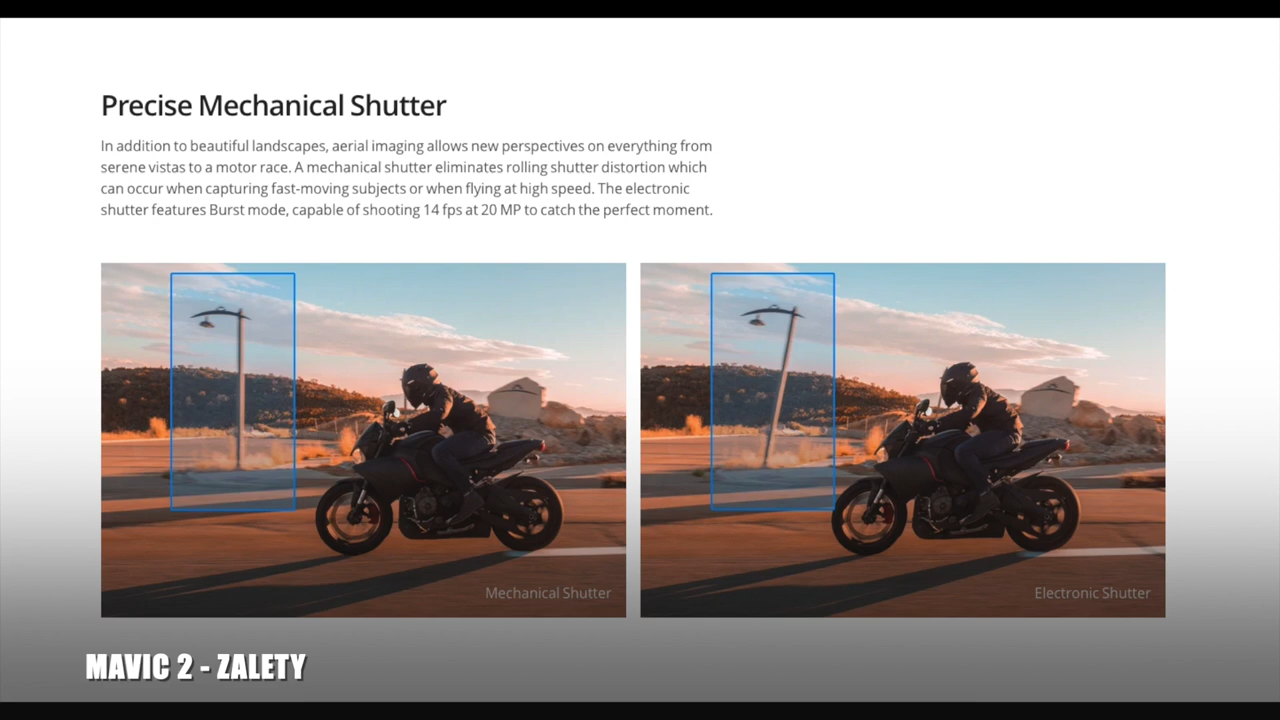 Precise Mechanical Shutter
In addition to beautiful landscapes, aerial imaging allows new perspectives on everything from
serene vistas to a motor race. A mechanical shutter eliminates rolling shutter distortion which
can occur when capturing fast-moving subjects or when flying at high speed. The electronic
shutter features Burst mode, capable of shooting 14 fps at 20 MP to catch the perfect moment.
Mechanical Shutter
Electronic Shutter
MAVIC 2 - ZALETY